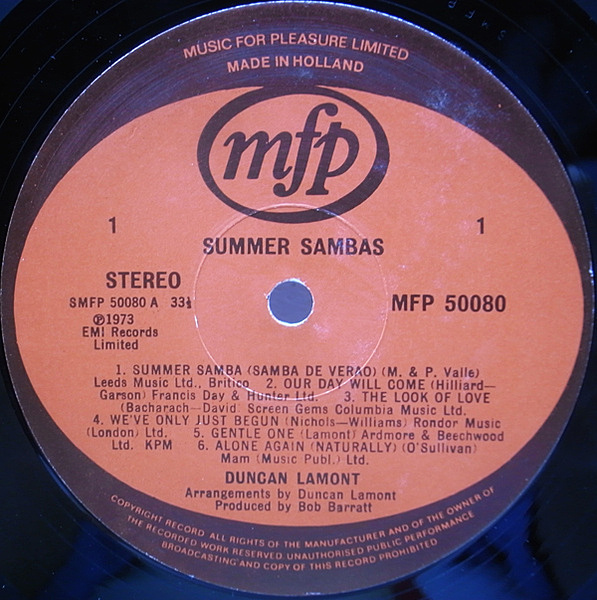 MUSIC FOR PLEASURE LIMITED
MADE IN HOLLAND
mfp
1 1
SUMMER SAMBAS
STEREO
SMFP 50080 A 33⅓
MFP 50080
℗1973
EMI Records
Limited
1. SUMMER SAMBA (SAMBA DE VERAO) (M. & P. Valle)
Leeds Music Ltd., Britico 2. OUR DAY WILL COME (Hilliard—
Garson) Francis Day & Hunter Ltd. 3. THE LOOK OF LOVE
(Bacharach—David) Screen Gems Columbia Music Ltd.
4. WE'VE ONLY JUST BEGUN (Nichols—Williams) Rondor Music
(London) Ltd. 5. GENTLE ONE (Lamont) Ardmore & Beechwood
Ltd. KPM 6. ALONE AGAIN (NATURALLY) (O'Sullivan)
Mam (Music Publ.) Ltd.
DUNCAN LAMONT
Arrangements by Duncan Lamont
Produced by Bob Barratt
COPYRIGHT RECORD ALL RIGHTS OF THE MANUFACTURER AND OF THE OWNER OF
THE RECORDED WORK RESERVED UNAUTHORISED PUBLIC PERFORMANCE
BROADCASTING AND COPY OF THIS RECORD PROHIBITED